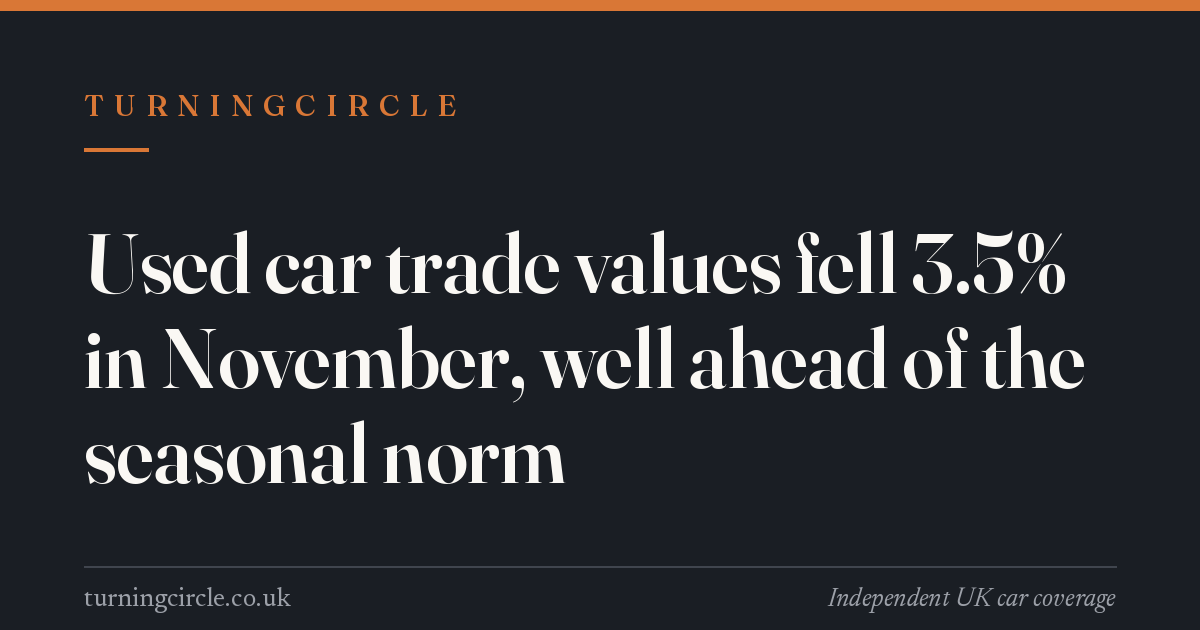 TURNINGCIRCLE
Used car trade values fell 3.5%
in November, well ahead of the
seasonal norm
turningcircle.co.uk
Independent UK car coverage